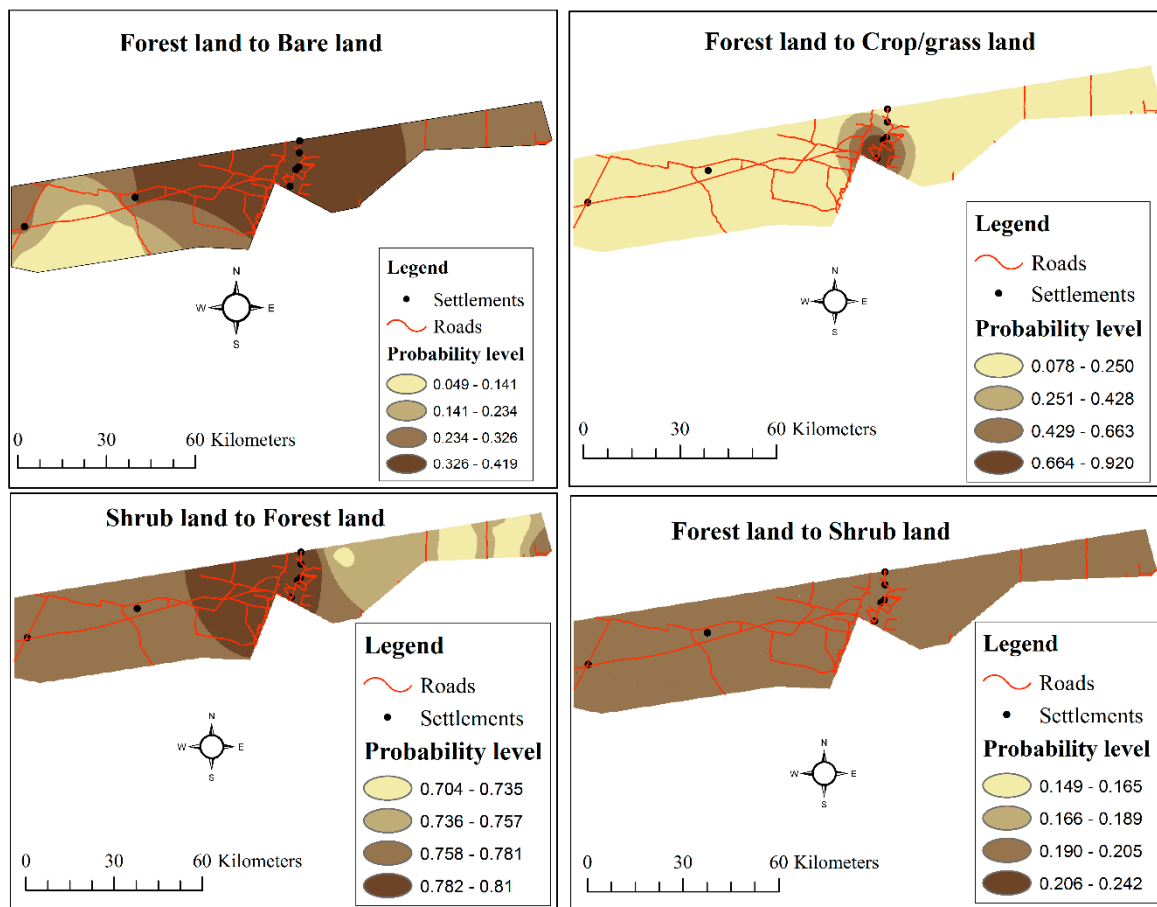 Forest land to Bare land
N
W
E
S
Legend
Settlements
Roads
Probability level
0.049 - 0.141
0.141 - 0.234
0.234 - 0.326
0.326 - 0.419
0 30 60 Kilometers
Forest land to Crop/grass land
N
W
E
S
Legend
Roads
Settlements
Probability level
0.078 - 0.250
0.251 - 0.428
0.429 - 0.663
0.664 - 0.920
0 30 60 Kilometers
Shrub land to Forest land
N
W
E
S
Legend
Roads
Settlements
Probability level
0.704 - 0.735
0.736 - 0.757
0.758 - 0.781
0.782 - 0.81
0 30 60 Kilometers
Forest land to Shrub land
N
W
E
S
Legend
Roads
Settlements
Probability level
0.149 - 0.165
0.166 - 0.189
0.190 - 0.205
0.206 - 0.242
0 30 60 Kilometers